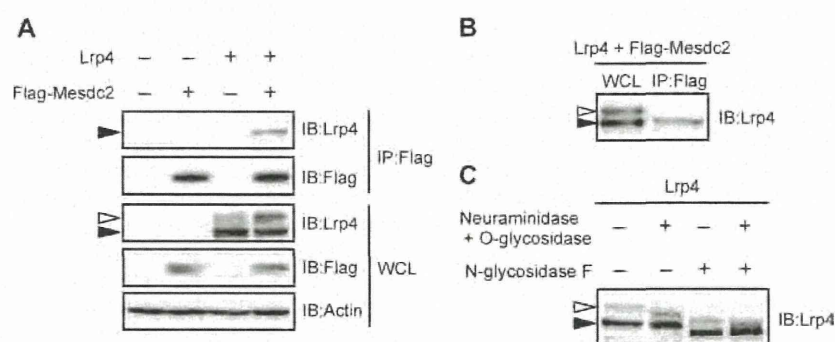 A
Lrp4 – – + +
Flag-Mesdc2 – + – +
IB:Lrp4
IB:Flag
IP:Flag
IB:Lrp4
IB:Flag
WCL
IB:Actin
B
Lrp4 + Flag-Mesdc2
WCL IP:Flag
IB:Lrp4
C
Lrp4
Neuraminidase
+ O-glycosidase – + – +
N-glycosidase F – – + +
IB:Lrp4